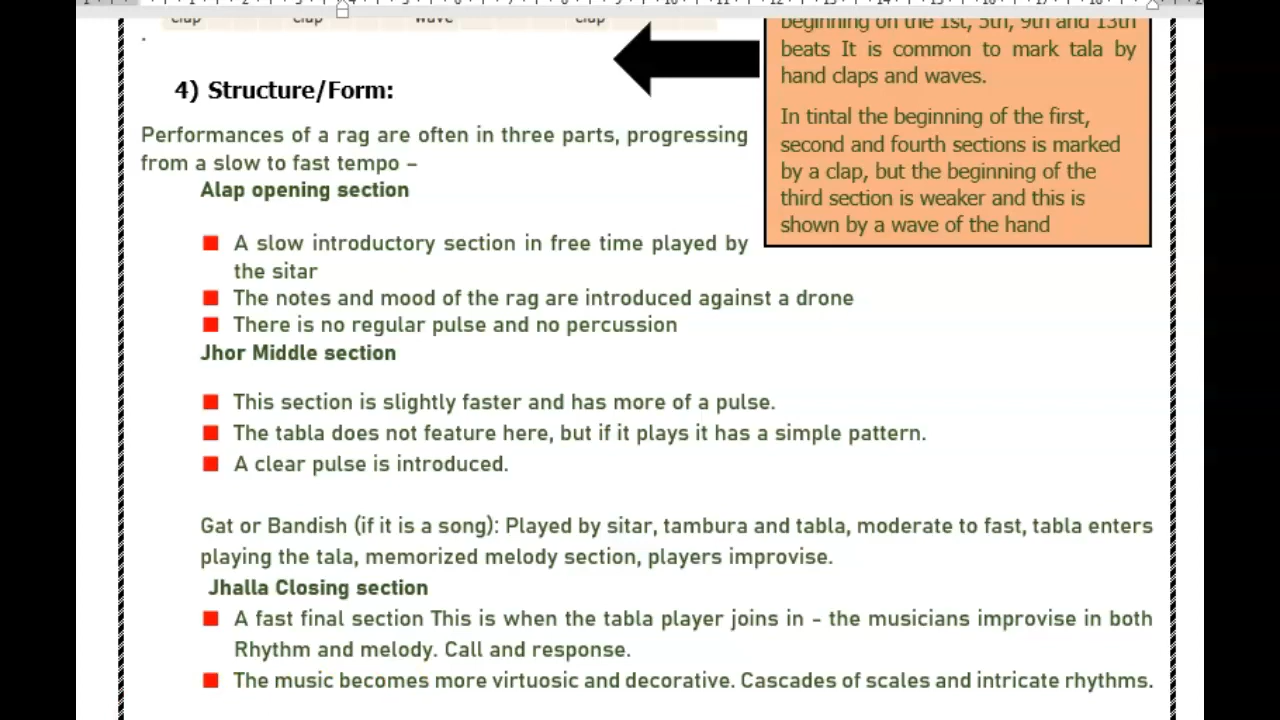 clap clap wave clap
.
beginning on the 1st, 5th, 9th and 13th
beats It is common to mark tala by
hand claps and waves.
In tintal the beginning of the first,
second and fourth sections is marked
by a clap, but the beginning of the
third section is weaker and this is
shown by a wave of the hand
4) Structure/Form:
Performances of a rag are often in three parts, progressing
from a slow to fast tempo –
Alap opening section
A slow introductory section in free time played by
the sitar
The notes and mood of the rag are introduced against a drone
There is no regular pulse and no percussion
Jhor Middle section
This section is slightly faster and has more of a pulse.
The tabla does not feature here, but if it plays it has a simple pattern.
A clear pulse is introduced.
Gat or Bandish (if it is a song): Played by sitar, tambura and tabla, moderate to fast, tabla enters
playing the tala, memorized melody section, players improvise.
Jhalla Closing section
A fast final section This is when the tabla player joins in - the musicians improvise in both
Rhythm and melody. Call and response.
The music becomes more virtuosic and decorative. Cascades of scales and intricate rhythms.